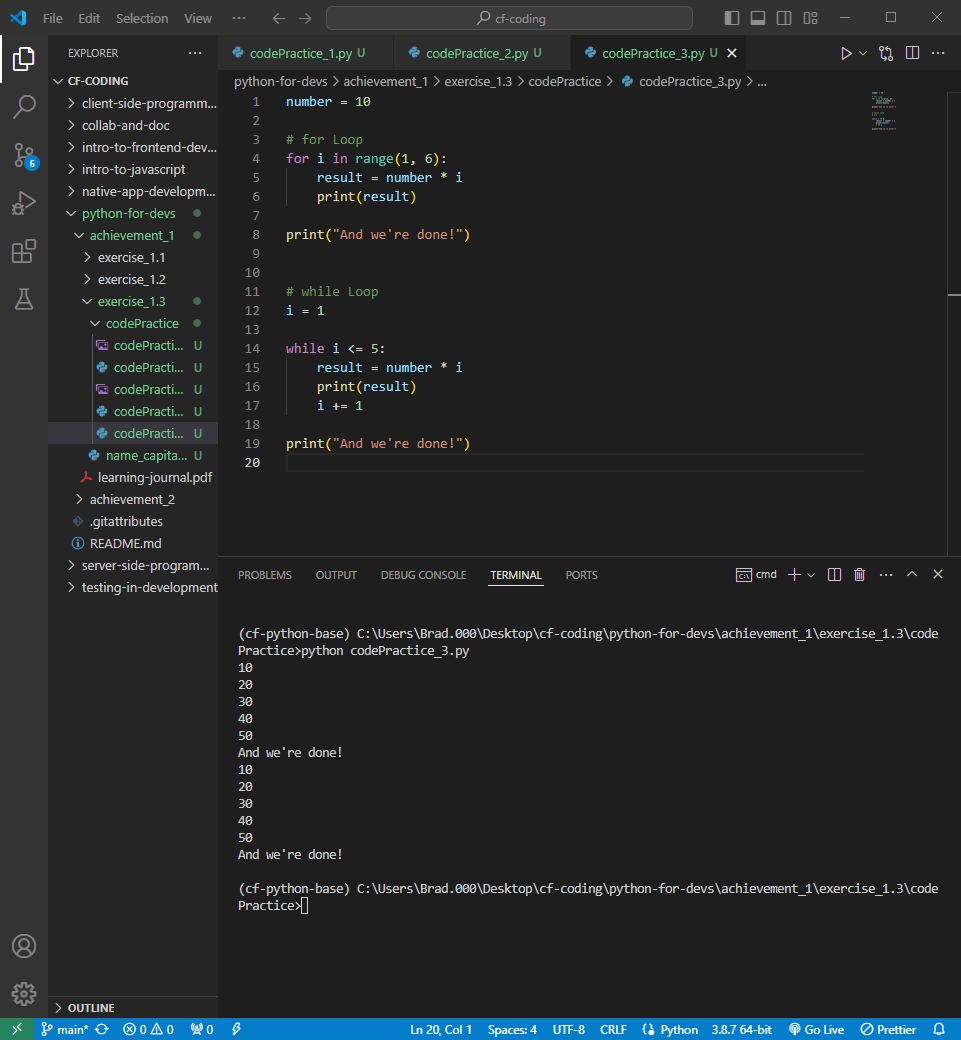 File Edit Selection View ··· cf-coding
EXPLORER ···
CF-CODING
client-side-programm...
collab-and-doc
intro-to-frontend-dev...
intro-to-javascript
native-app-developm...
python-for-devs
achievement_1
exercise_1.1
exercise_1.2
exercise_1.3
codePractice
codePracti... U
codePracti... U
codePracti... U
codePracti... U
codePracti... U
name_capita... U
learning-journal.pdf
achievement_2
.gitattributes
README.md
server-side-program...
testing-in-development
OUTLINE
6
codePractice_1.py U codePractice_2.py U codePractice_3.py U
python-for-devs > achievement_1 > exercise_1.3 > codePractice > codePractice_3.py > ...
1 number = 10
2
3 # for Loop
4 for i in range(1, 6):
5     result = number * i
6     print(result)
7
8 print("And we're done!")
9
10
11 # while Loop
12 i = 1
13
14 while i <= 5:
15     result = number * i
16     print(result)
17     i += 1
18
19 print("And we're done!")
20
PROBLEMS OUTPUT DEBUG CONSOLE TERMINAL PORTS cmd
(cf-python-base) C:\Users\Brad.000\Desktop\cf-coding\python-for-devs\achievement_1\exercise_1.3\code
Practice>python codePractice_3.py
10
20
30
40
50
And we're done!
10
20
30
40
50
And we're done!
(cf-python-base) C:\Users\Brad.000\Desktop\cf-coding\python-for-devs\achievement_1\exercise_1.3\code
Practice>
main* 0 0 0 Ln 20, Col 1 Spaces: 4 UTF-8 CRLF Python 3.8.7 64-bit Go Live Prettier